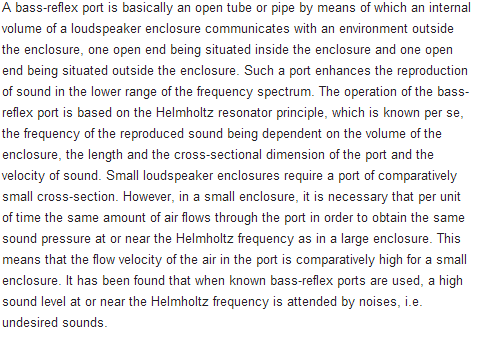 A bass-reflex port is basically an open tube or pipe by means of which an internal
volume of a loudspeaker enclosure communicates with an environment outside
the enclosure, one open end being situated inside the enclosure and one open
end being situated outside the enclosure. Such a port enhances the reproduction
of sound in the lower range of the frequency spectrum. The operation of the bass-
reflex port is based on the Helmholtz resonator principle, which is known per se,
the frequency of the reproduced sound being dependent on the volume of the
enclosure, the length and the cross-sectional dimension of the port and the
velocity of sound. Small loudspeaker enclosures require a port of comparatively
small cross-section. However, in a small enclosure, it is necessary that per unit
of time the same amount of air flows through the port in order to obtain the same
sound pressure at or near the Helmholtz frequency as in a large enclosure. This
means that the flow velocity of the air in the port is comparatively high for a small
enclosure. It has been found that when known bass-reflex ports are used, a high
sound level at or near the Helmholtz frequency is attended by noises, i.e.
undesired sounds.